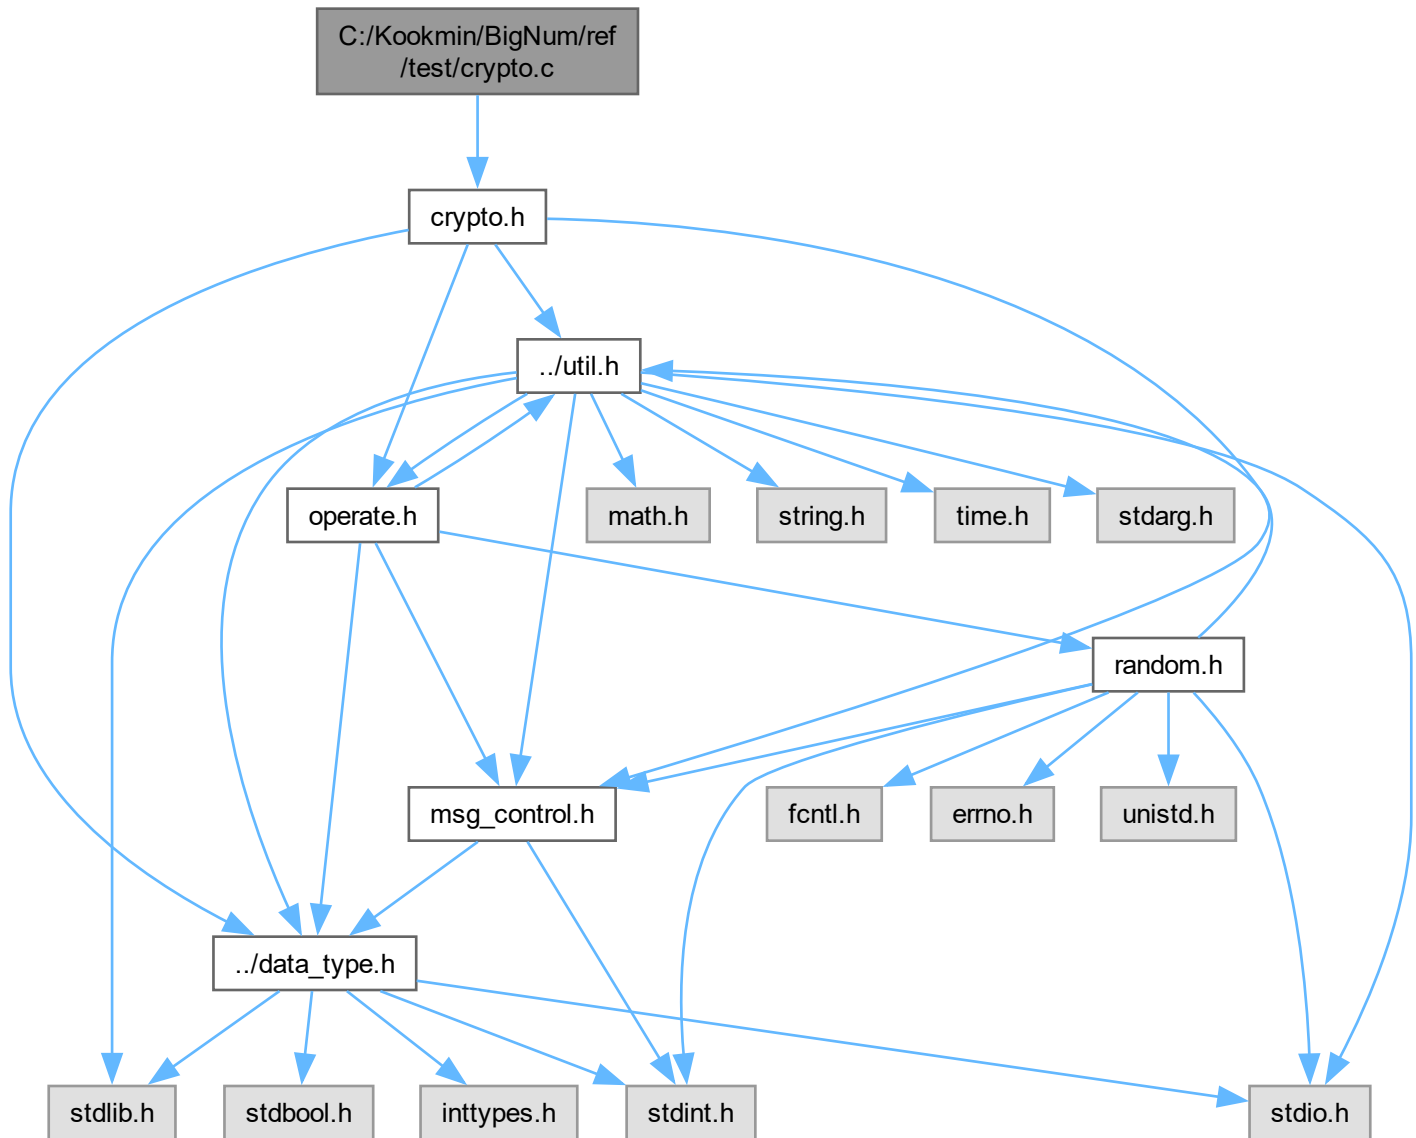 C:/Kookmin/BigNum/ref
/test/crypto.c
crypto.h
../util.h
operate.h
math.h
string.h
time.h
stdarg.h
random.h
msg_control.h
fcntl.h
errno.h
unistd.h
../data_type.h
stdlib.h
stdbool.h
inttypes.h
stdint.h
stdio.h